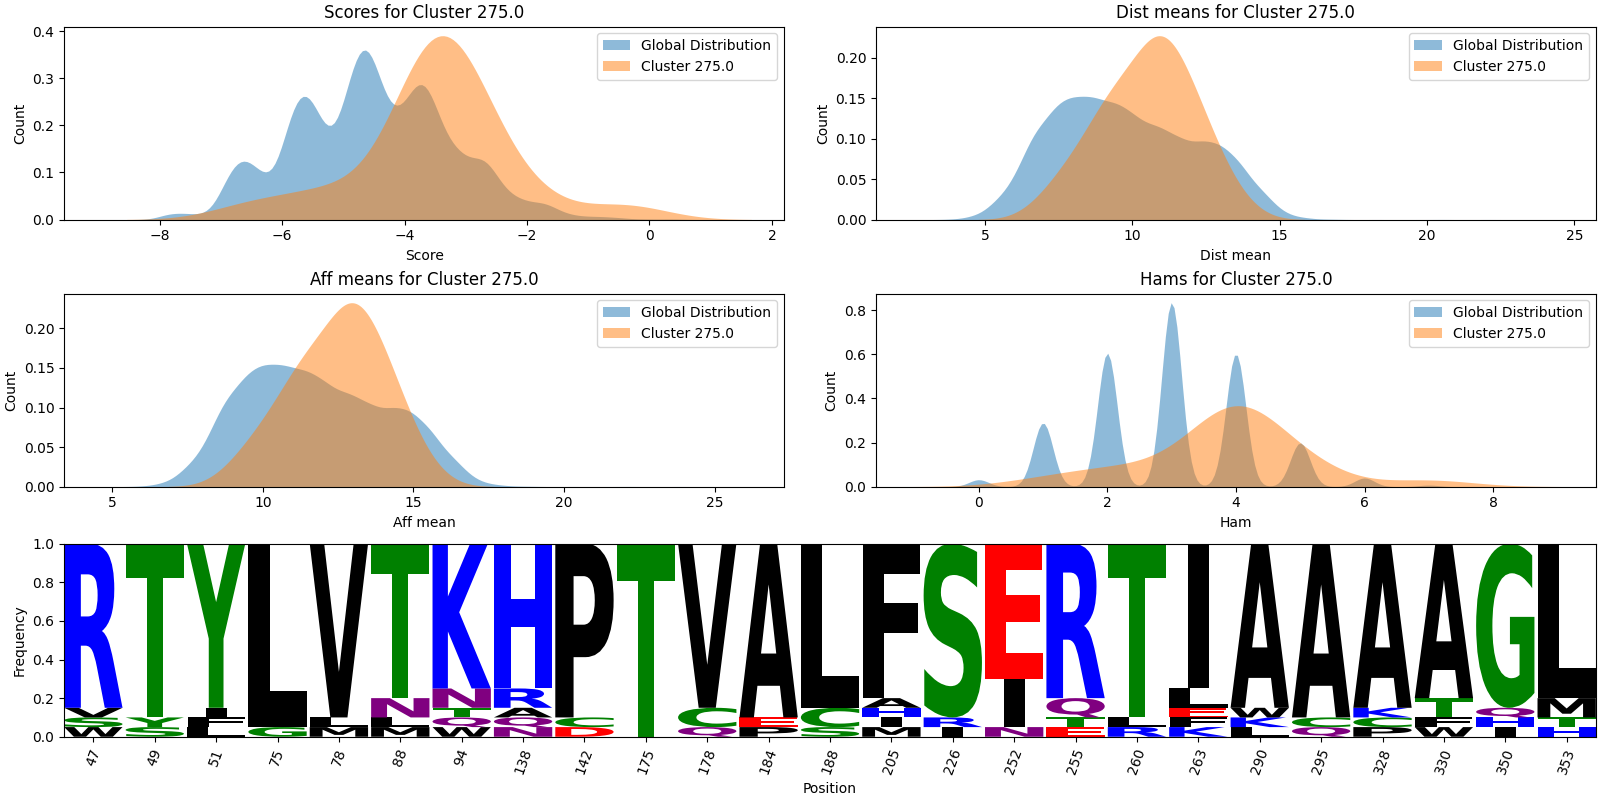 Scores for Cluster 275.0
Global Distribution
Cluster 275.0
Count
0.4
0.3
0.2
0.1
0.0
−8 −6 −4 −2 0 2
Score
Dist means for Cluster 275.0
Global Distribution
Cluster 275.0
Count
0.20
0.15
0.10
0.05
0.00
5 10 15 20 25
Dist mean
Aff means for Cluster 275.0
Global Distribution
Cluster 275.0
Count
0.20
0.15
0.10
0.05
0.00
5 10 15 20 25
Aff mean
Hams for Cluster 275.0
Global Distribution
Cluster 275.0
Count
0.8
0.6
0.4
0.2
0.0
0 2 4 6 8
Ham
Frequency
1.0
0.8
0.6
0.4
0.2
0.0
R T Y L V T K H P T V A L F S E R T I A A A A G L
47 49 51 75 78 88 94 138 142 175 178 184 188 205 226 252 253 260 263 290 295 328 330 350 353
Position